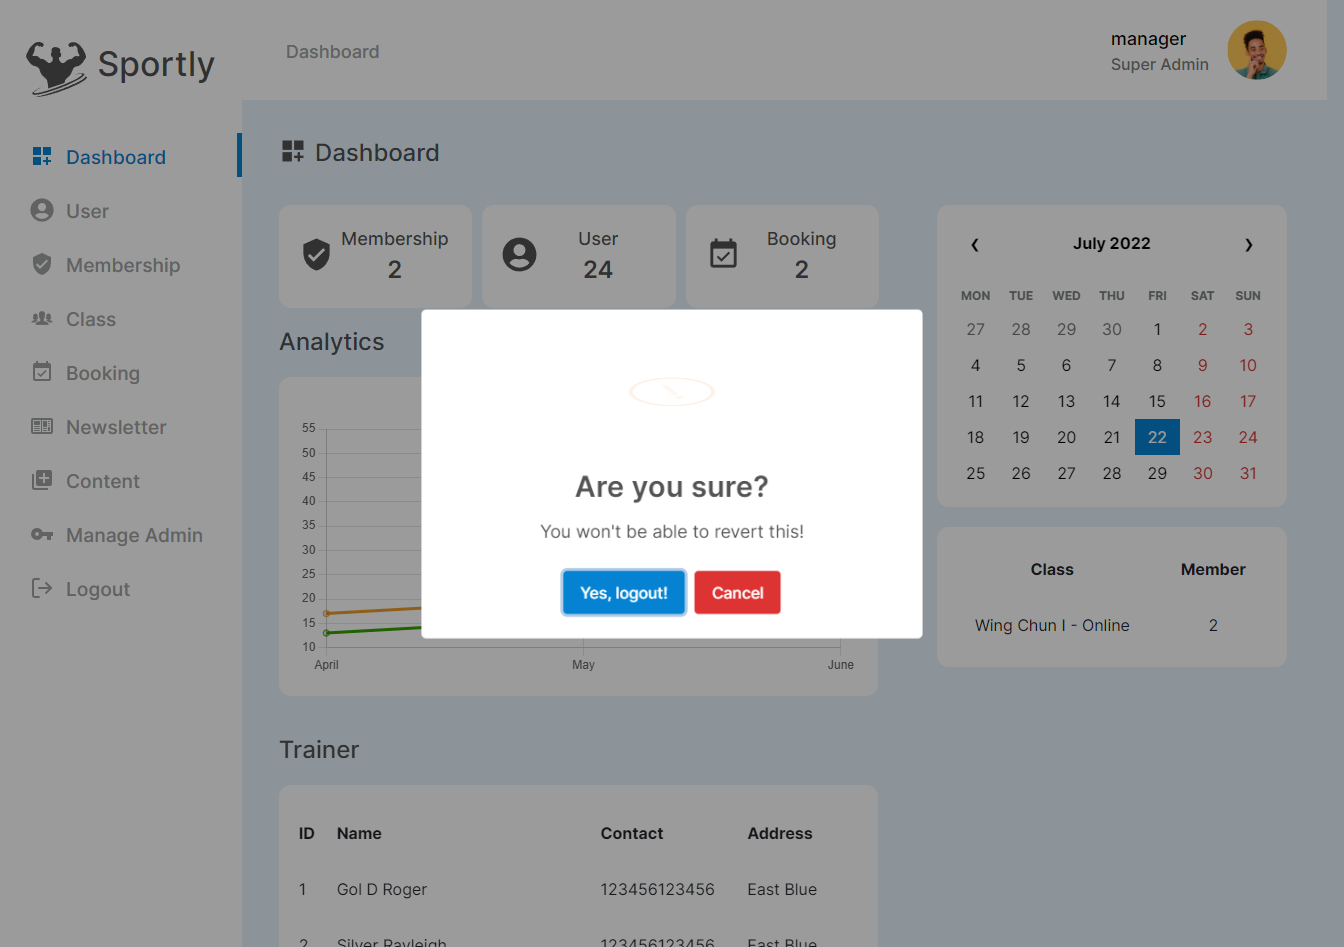 Sportly
Dashboard
manager
Super Admin
Dashboard
User
Membership
Class
Booking
Newsletter
Content
Manage Admin
Logout
Dashboard
Membership
2
User
24
Booking
2
Analytics
55
50
45
40
35
30
25
20
15
10
April May June
Are you sure?
You won't be able to revert this!
Yes, logout! Cancel
❮ July 2022 ❯
MON TUE WED THU FRI SAT SUN
27 28 29 30 1 2 3
4 5 6 7 8 9 10
11 12 13 14 15 16 17
18 19 20 21 22 23 24
25 26 27 28 29 30 31
Class Member
Wing Chun I - Online 2
Trainer
ID Name Contact Address
1 Gol D Roger 123456123456 East Blue
2 Silver Rayleigh 123456123456 East Blue